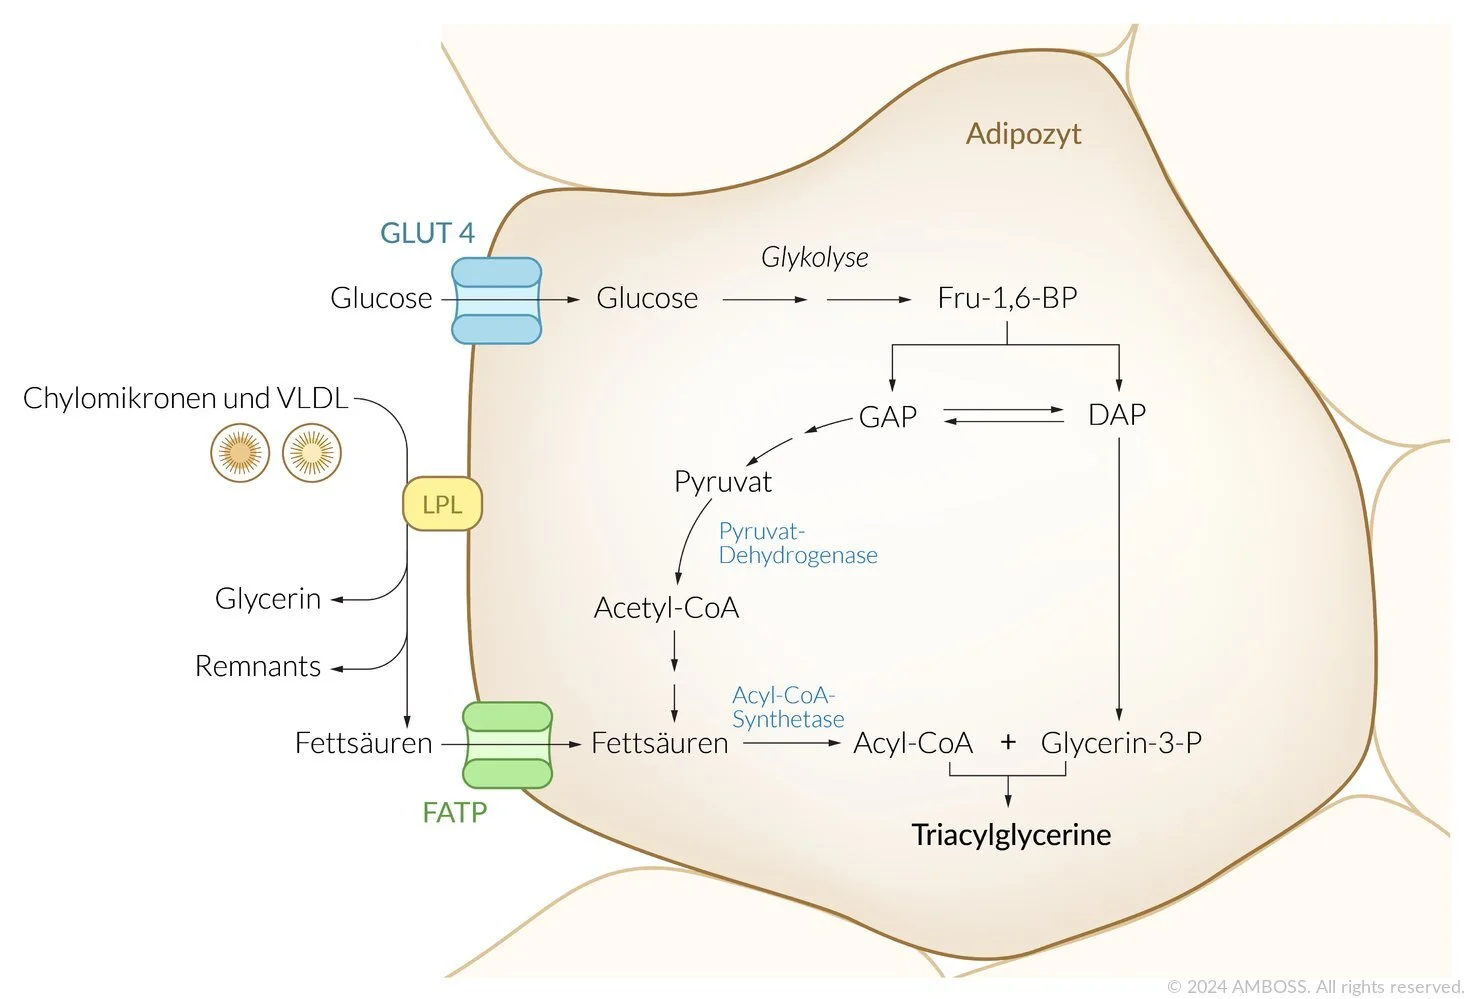 Adipozyt
GLUT 4
Glykolyse
Glucose
Glucose
Fru-1,6-BP
Chylomikronen und VLDL
GAP
DAP
Pyruvat
LPL
Pyruvat-
Dehydrogenase
Glycerin
Acetyl-CoA
Remnants
Acyl-CoA-
Synthetase
Fettsäuren
Fettsäuren
Acyl-CoA + Glycerin-3-P
FATP
Triacylglycerine
© 2024 AMBOSS. All rights reserved.